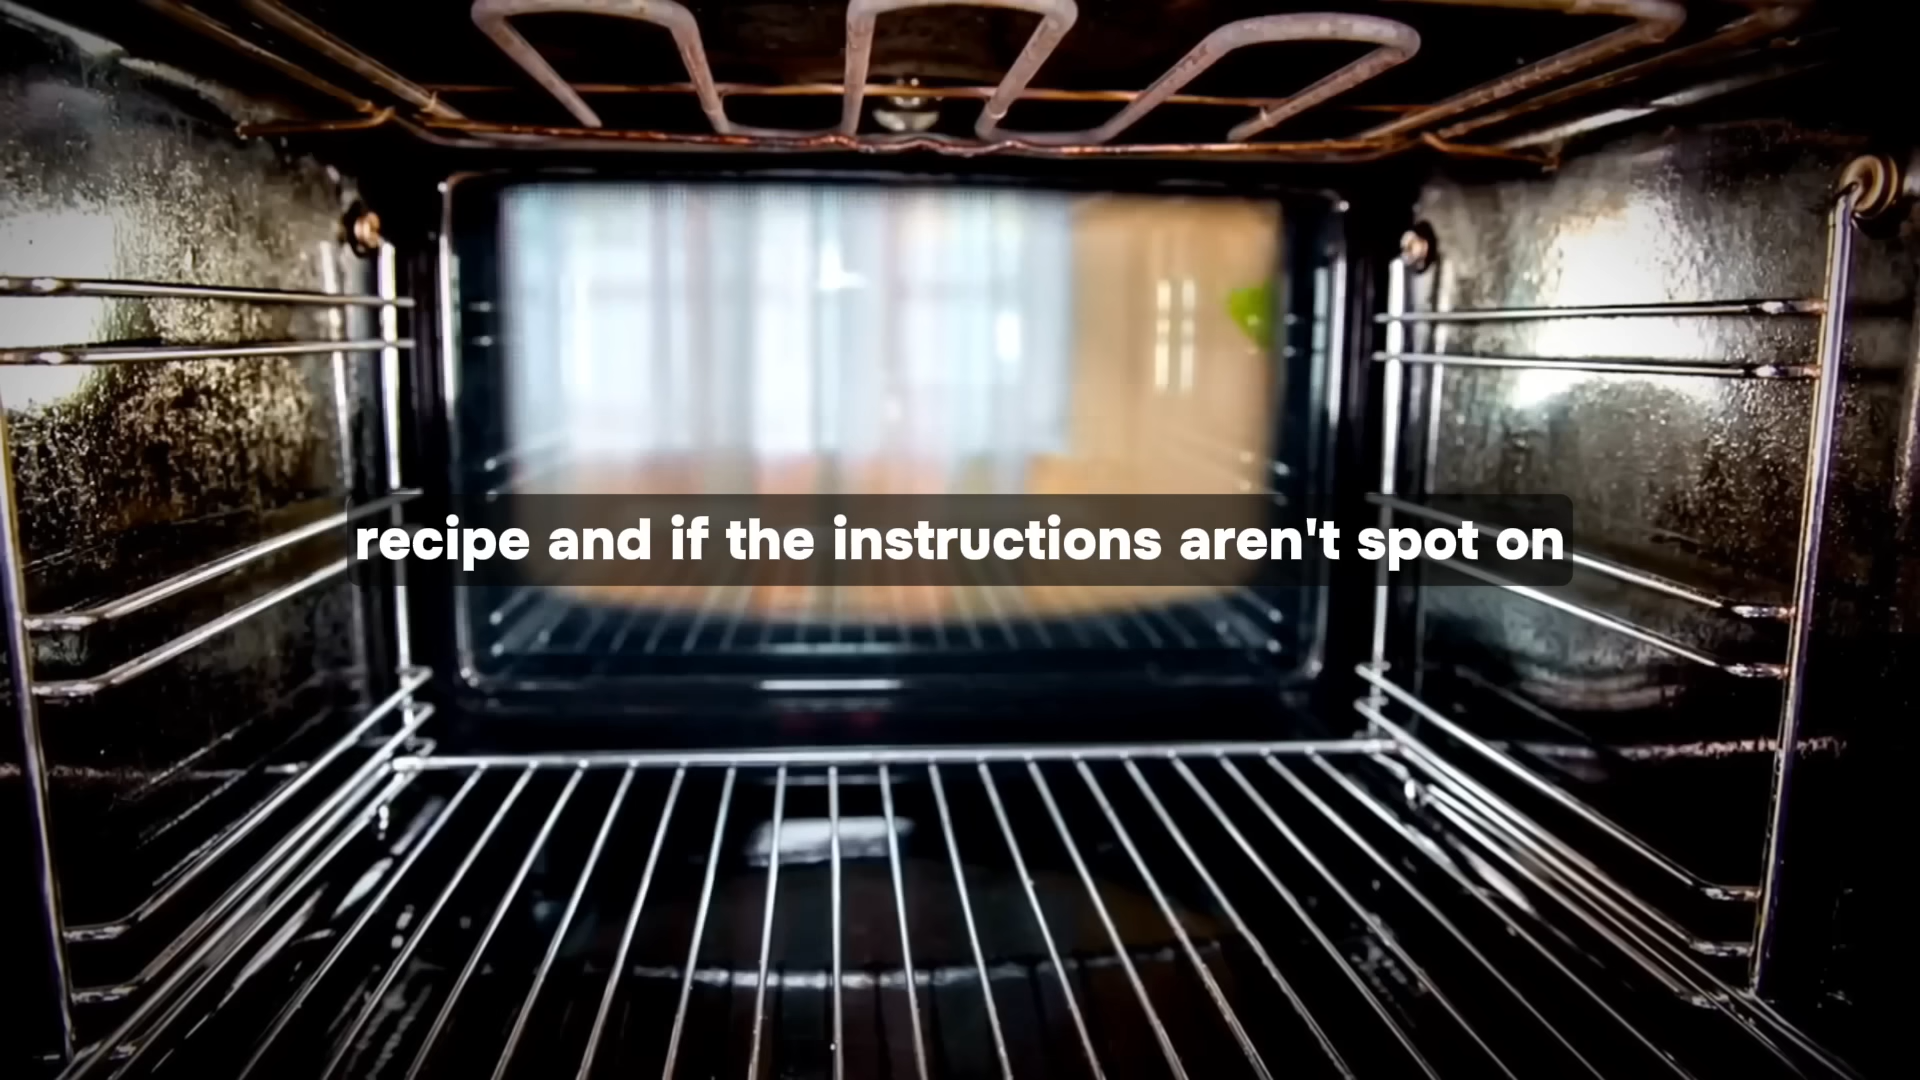 recipe and if the instructions aren't spot on